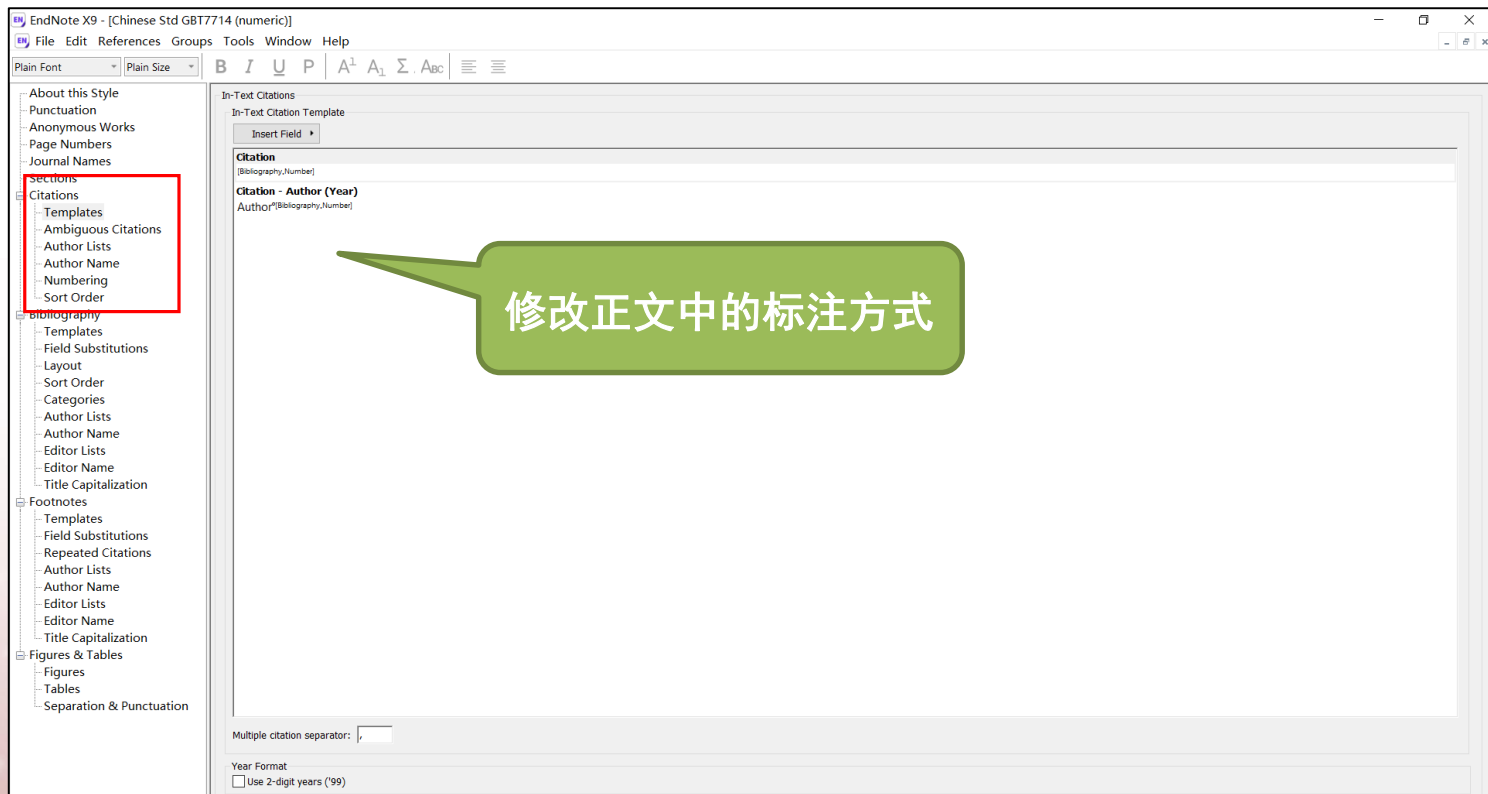 EndNote X9 - [Chinese Std GBT7714 (numeric)]
File Edit References Groups Tools Window Help
Plain Font Plain Size B I U P A1 A1 Σ ABC
About this Style
Punctuation
Anonymous Works
Page Numbers
Journal Names
Sections
Citations
Templates
Ambiguous Citations
Author Lists
Author Name
Numbering
Sort Order
Bibliography
Templates
Field Substitutions
Layout
Sort Order
Categories
Author Lists
Author Name
Editor Lists
Editor Name
Title Capitalization
Footnotes
Templates
Field Substitutions
Repeated Citations
Author Lists
Author Name
Editor Lists
Editor Name
Title Capitalization
Figures & Tables
Figures
Tables
Separation & Punctuation
In-Text Citations
In-Text Citation Template
Insert Field
Citation
[Bibliography,Number]
Citation - Author (Year)
Author°[Bibliography,Number]
修改正文中的标注方式
Multiple citation separator: ,
Year Format
Use 2-digit years ('99)